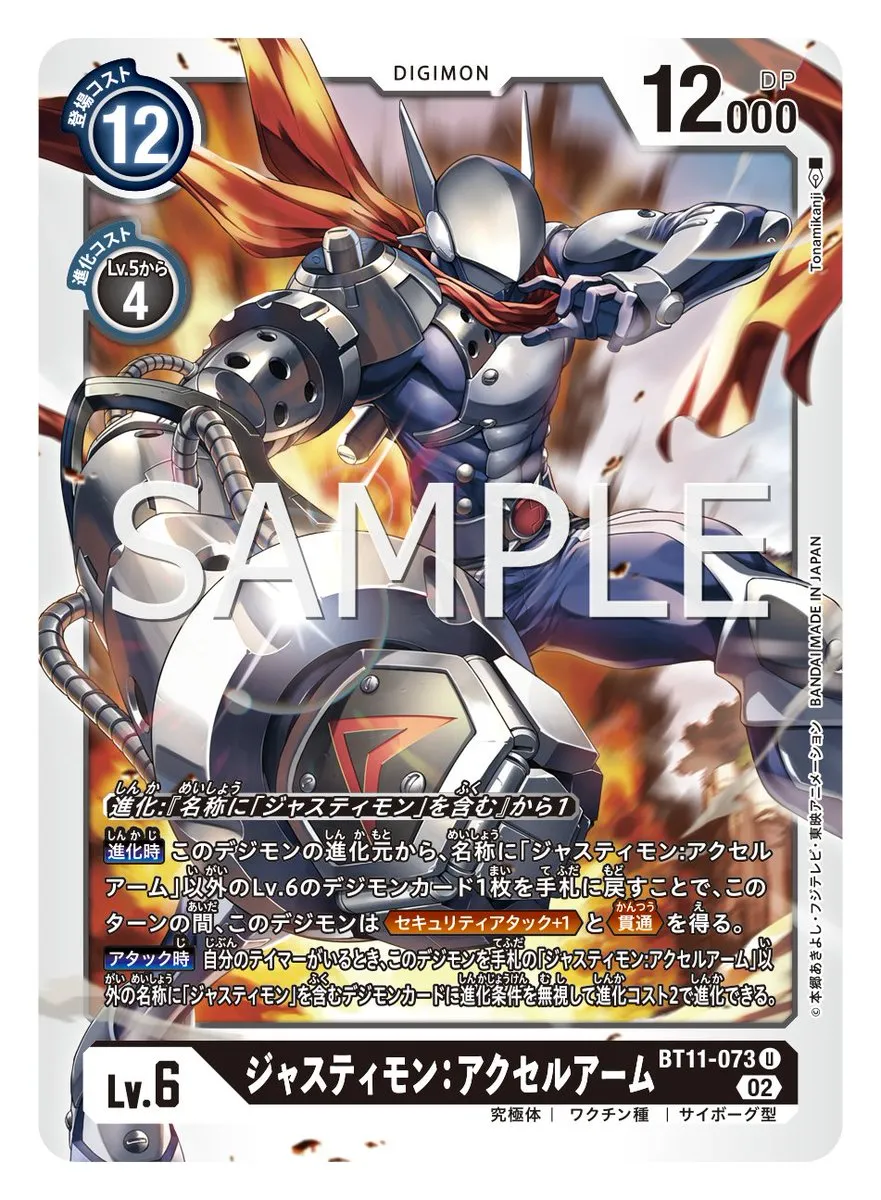 DIGIMON
登場コスト
12
DP
12000
進化コスト
Lv.5から
4
Tonamikanji
SAMPLE
BANDAI MADE IN JAPAN
©本郷あきよし・フジテレビ・東映アニメーション
進化:『名称に「ジャスティモン」を含む』から1
進化時 このデジモンの進化元から、名称に「ジャスティモン:アクセル
アーム」以外のLv.6のデジモンカード1枚を手札に戻すことで、この
ターンの間、このデジモンは セキュリティアタック+1 と 貫通 を得る。
アタック時 自分のテイマーがいるとき、このデジモンを手札の「ジャスティモン:アクセルアーム」以
外の名称に「ジャスティモン」を含むデジモンカードに進化条件を無視して進化コスト2で進化できる。
Lv.6
ジャスティモン:アクセルアーム
BT11-073 U
02
究極体 | ワクチン種 | サイボーグ型